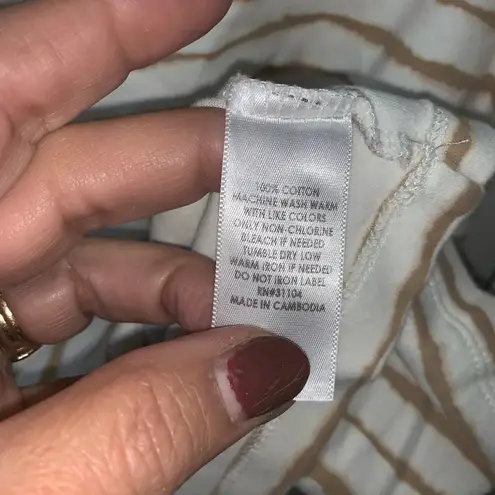 100% COTTON
MACHINE WASH WARM
WITH LIKE COLORS
ONLY NON-CHLORINE
BLEACH IF NEEDED
TUMBLE DRY LOW
WARM IRON IF NEEDED
DO NOT IRON LABEL
RN#31104
MADE IN CAMBODIA